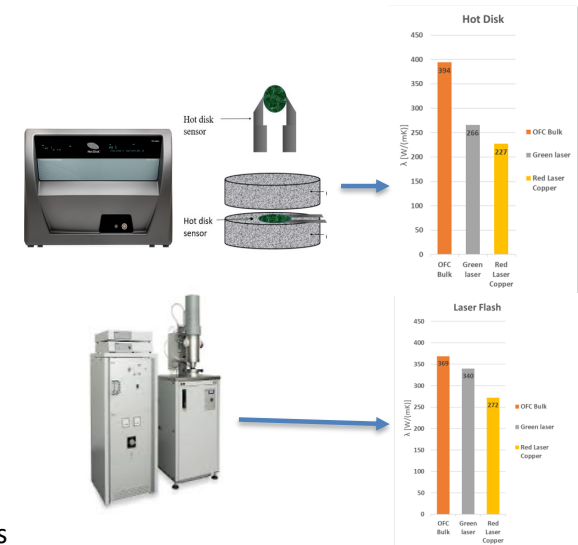 Hot Disk
450
400
350
300
250
200
150
100
50
0
λ [W/(mK)]
394
266
227
OFC
Bulk
Green
laser
Red
Laser
Copper
OFC Bulk
Green laser
Red Laser
Copper
Hot disk
sensor
Hot disk
sensor
Laser Flash
450
400
350
300
250
200
150
100
50
0
λ [W/(mK)]
369
340
272
OFC
Bulk
Green
laser
Red
Laser
Copper
OFC Bulk
Green laser
Red Laser
Copper
s